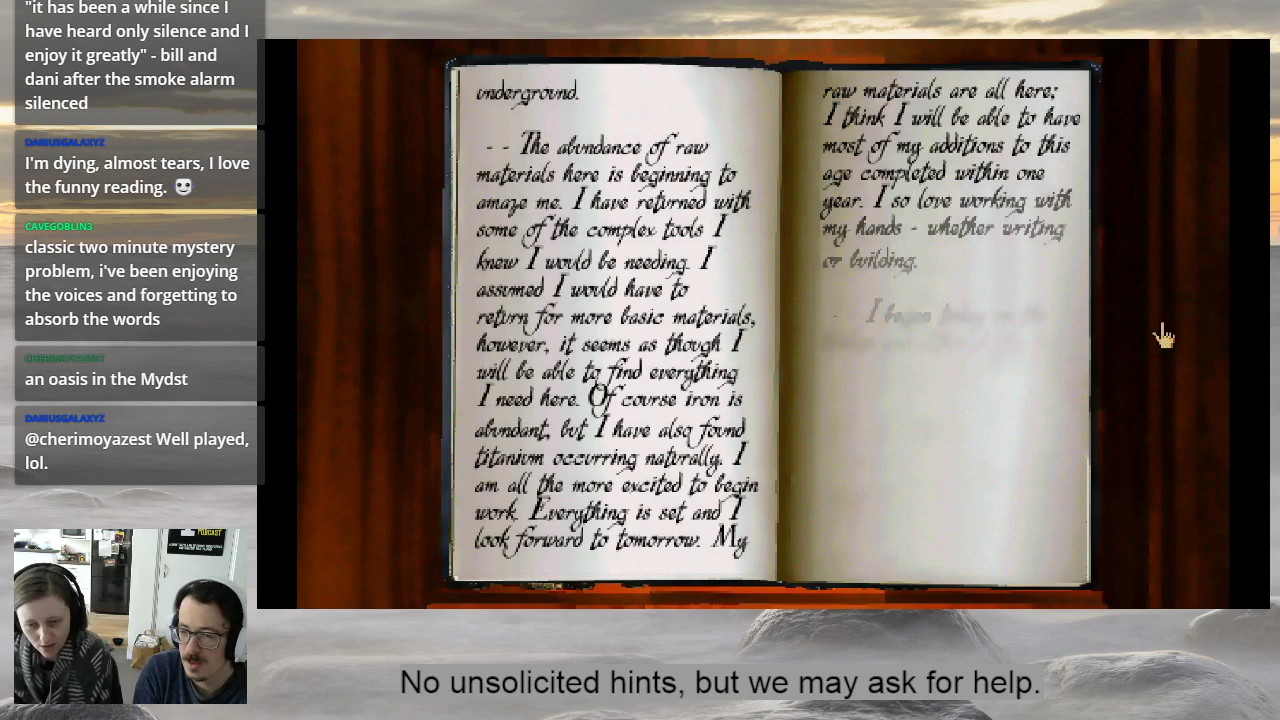 "it has been a while since I
have heard only silence and I
enjoy it greatly" - bill and
dani after the smoke alarm
silenced
DARIUSGALAXYZ
I'm dying, almost tears, I love
the funny reading.
CAVEGOBLIN3
classic two minute mystery
problem, i've been enjoying
the voices and forgetting to
absorb the words
CHERIMOYAZEST
an oasis in the Mydst
DARIUSGALAXYZ
@cherimoyazest Well played,
lol.
underground.
- - The abundance of raw
materials here is beginning to
amaze me. I have returned with
some of the complex tools I
knew I would be needing. I
assumed I would have to
return for more basic materials,
however, it seems as though I
will be able to find everything
I need here. Of course iron is
abundant, but I have also found
titanium occurring naturally. I
am all the more excited to begin
work. Everything is set and I
look forward to tomorrow. My
raw materials are all here;
I think I will be able to have
most of my additions to this
age completed within one
year. I so love working with
my hands - whether writing
or building.
- I began
PODCAST
No unsolicited hints, but we may ask for help.